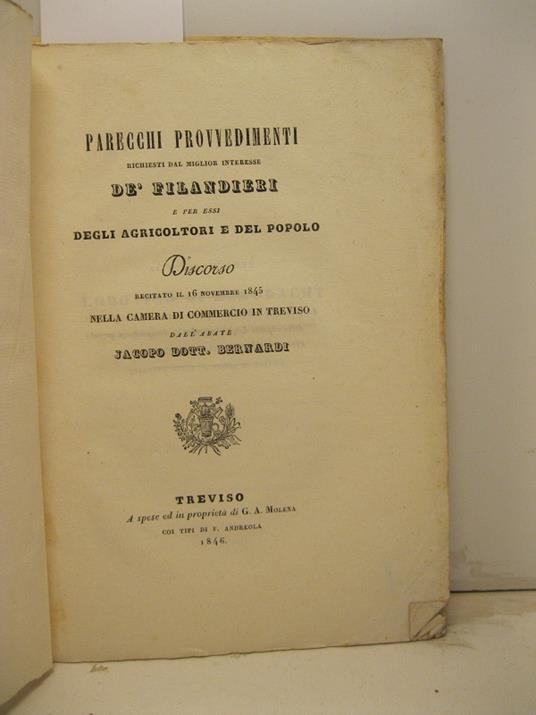 PARECCHI PROVVEDIMENTI
RICHIESTI DAL MIGLIOR INTERESSE
DE' FILANDIERI
E PER ESSI
DEGLI AGRICOLTORI E DEL POPOLO
Discorso
RECITATO IL 16 NOVEMBRE 1845
NELLA CAMERA DI COMMERCIO IN TREVISO
DALL'ABATE
JACOPO DOTT. BERNARDI
TREVISO
A spese ed in proprietà di G. A. MOLENA
COI TIPI DI F. ANDREOLA
1846.